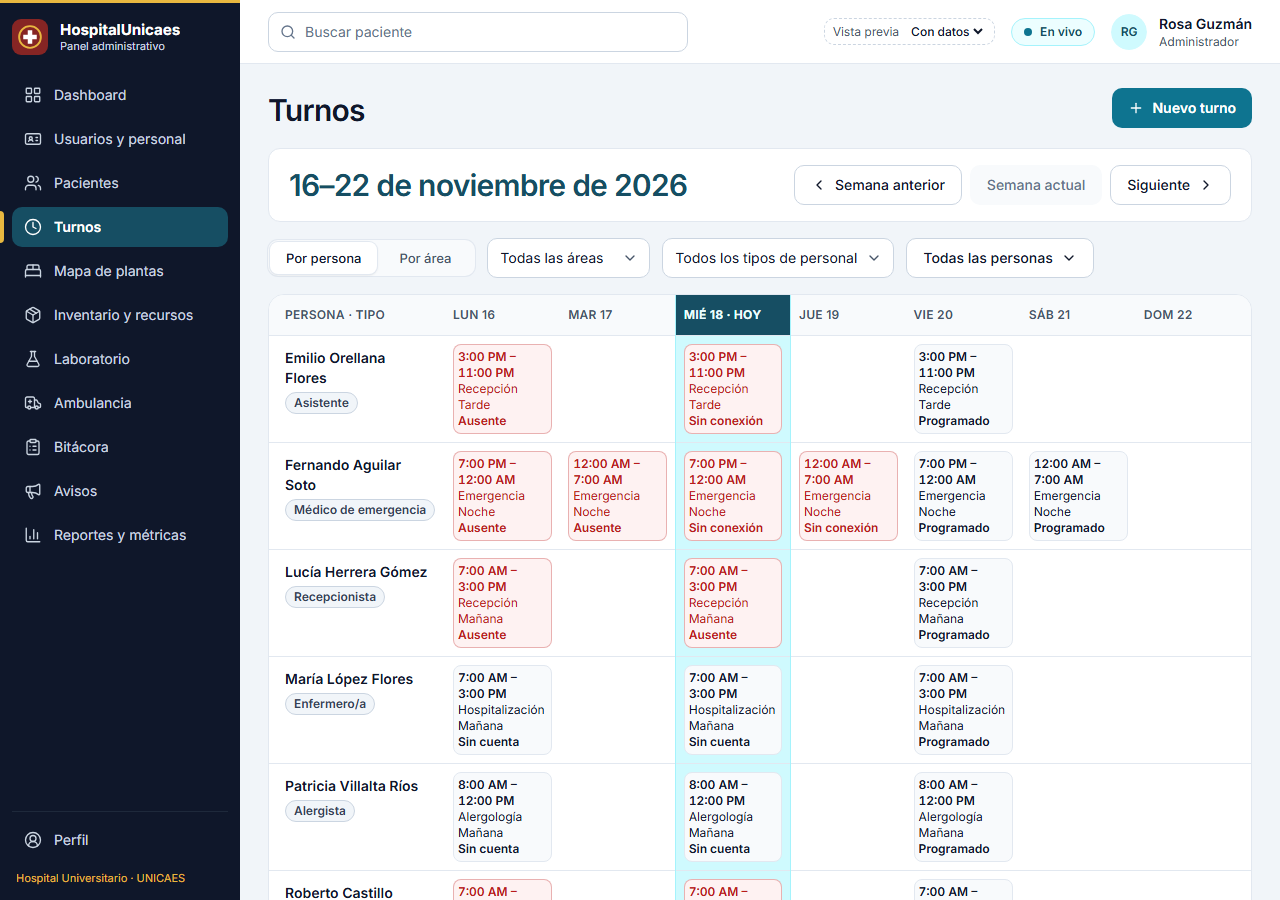 HospitalUnicaes
Panel administrativo
Dashboard
Usuarios y personal
Pacientes
Turnos
Mapa de plantas
Inventario y recursos
Laboratorio
Ambulancia
Bitácora
Avisos
Reportes y métricas
Perfil
Hospital Universitario · UNICAES
Buscar paciente
Vista previa Con datos
En vivo
RG
Rosa Guzmán
Administrador
Turnos
Nuevo turno
16–22 de noviembre de 2026
Semana anterior
Semana actual
Siguiente
Por persona
Por área
Todas las áreas
Todos los tipos de personal
Todas las personas
PERSONA · TIPO LUN 16 MAR 17 MIÉ 18 · HOY JUE 19 VIE 20 SÁB 21 DOM 22
Emilio Orellana
Flores
Asistente
3:00 PM –
11:00 PM
Recepción
Tarde
Ausente
3:00 PM –
11:00 PM
Recepción
Tarde
Sin conexión
3:00 PM –
11:00 PM
Recepción
Tarde
Programado
Fernando Aguilar
Soto
Médico de emergencia
7:00 PM –
12:00 AM
Emergencia
Noche
Ausente
12:00 AM –
7:00 AM
Emergencia
Noche
Ausente
7:00 PM –
12:00 AM
Emergencia
Noche
Sin conexión
12:00 AM –
7:00 AM
Emergencia
Noche
Sin conexión
7:00 PM –
12:00 AM
Emergencia
Noche
Programado
12:00 AM –
7:00 AM
Emergencia
Noche
Programado
Lucía Herrera Gómez
Recepcionista
7:00 AM –
3:00 PM
Recepción
Mañana
Ausente
7:00 AM –
3:00 PM
Recepción
Mañana
Ausente
7:00 AM –
3:00 PM
Recepción
Mañana
Programado
María López Flores
Enfermero/a
7:00 AM –
3:00 PM
Hospitalización
Mañana
Sin cuenta
7:00 AM –
3:00 PM
Hospitalización
Mañana
Sin cuenta
7:00 AM –
3:00 PM
Hospitalización
Mañana
Programado
Patricia Villalta Ríos
Alergista
8:00 AM –
12:00 PM
Alergología
Mañana
Sin cuenta
8:00 AM –
12:00 PM
Alergología
Mañana
Sin cuenta
8:00 AM –
12:00 PM
Alergología
Mañana
Programado
Roberto Castillo
7:00 AM –
7:00 AM –
7:00 AM –